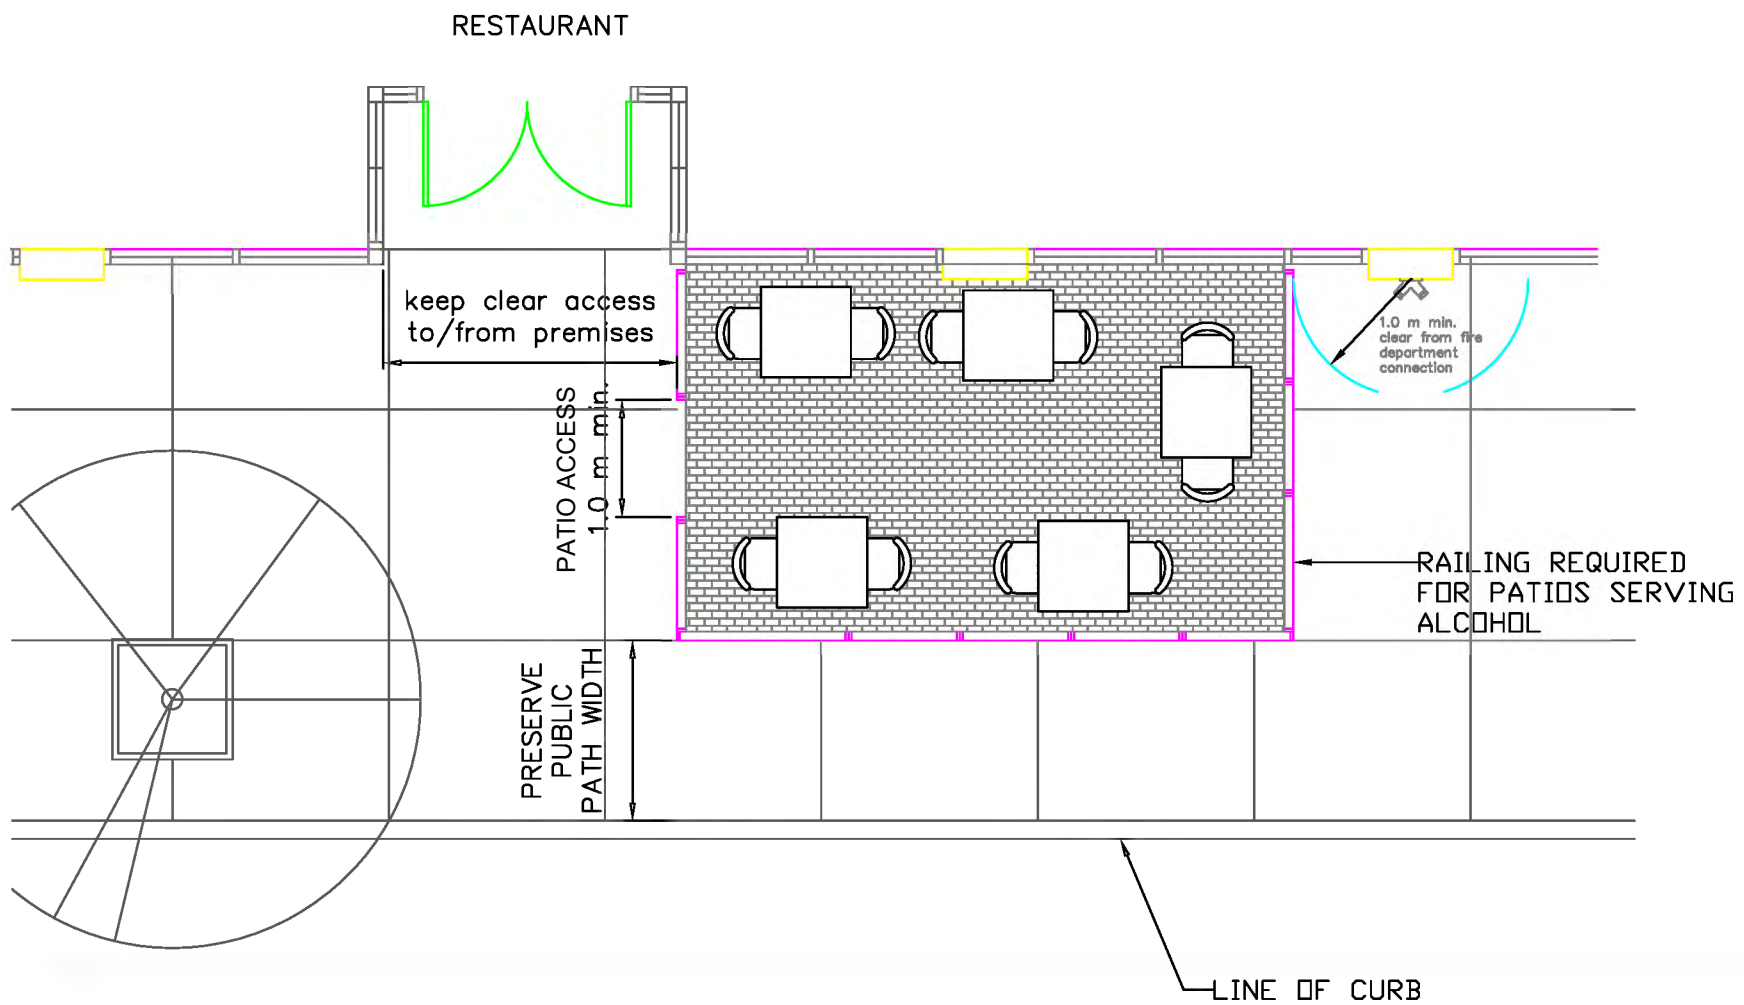 RESTAURANT
keep clear access
to/from premises
PATIO ACCESS
1.0 m min.
1.0 m min.
clear from fire
department
connection
RAILING REQUIRED
FOR PATIOS SERVING
ALCOHOL
PRESERVE
PUBLIC
PATH WIDTH
LINE OF CURB